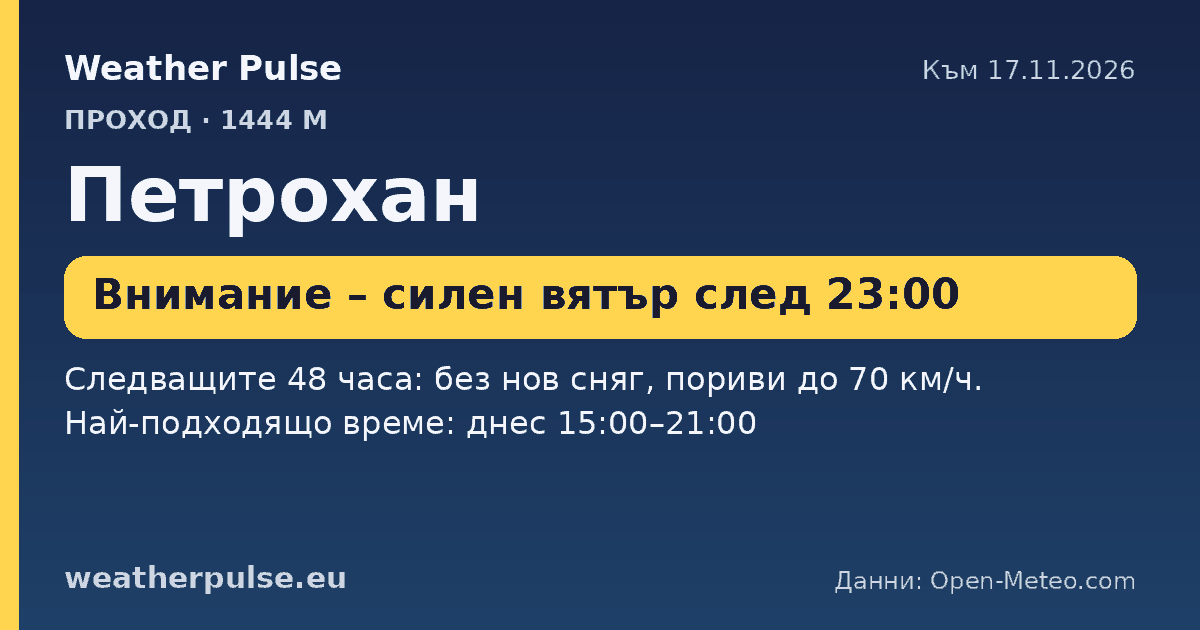 Weather Pulse
Към 17.11.2026
ПРОХОД · 1444 М
Петрохан
Внимание – силен вятър след 23:00
Следващите 48 часа: без нов сняг, пориви до 70 км/ч.
Най-подходящо време: днес 15:00–21:00
weatherpulse.eu
Данни: Open-Meteo.com